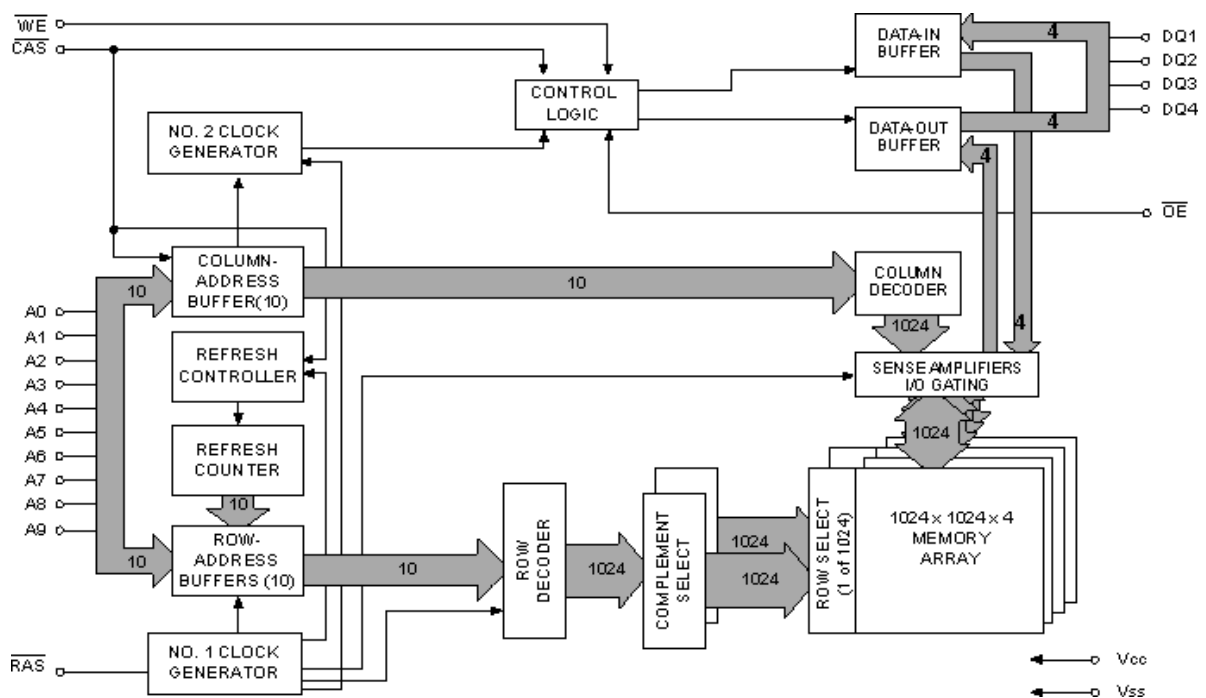 WE
CAS
NO. 2 CLOCK
GENERATOR
CONTROL
LOGIC
DATA-IN
BUFFER
DATA-OUT
BUFFER
4
4
4
4
DQ1
DQ2
DQ3
DQ4
OE
COLUMN-
ADDRESS
BUFFER(10)
10
10
COLUMN
DECODER
1024
SENSE AMPLIFIERS
I/O GATING
1024
A0
A1
A2
A3
A4
A5
A6
A7
A8
A9
REFRESH
CONTROLLER
REFRESH
COUNTER
10
ROW-
ADDRESS
BUFFERS (10)
10
10
ROW
DECODER
1024
COMPLEMENT
SELECT
1024
1024
ROW SELECT
(1 of 1024)
1024 x 1024 x 4
MEMORY
ARRAY
RAS
NO. 1 CLOCK
GENERATOR
Vcc
Vss